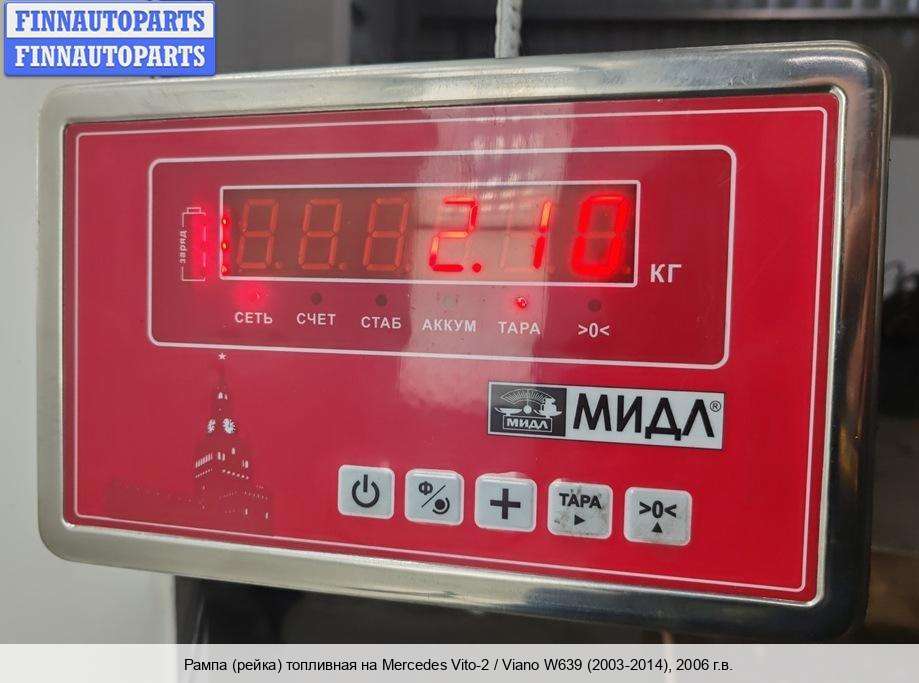 FINNAUTOPARTS
FINNAUTOPARTS
заряд
2.10
КГ
СЕТЬ СЧЕТ СТАБ АККУМ ТАРА >0<
МИДЛ МИДЛ®
Ф ТАРА >0<
Рампа (рейка) топливная на Mercedes Vito-2 / Viano W639 (2003-2014), 2006 г.в.